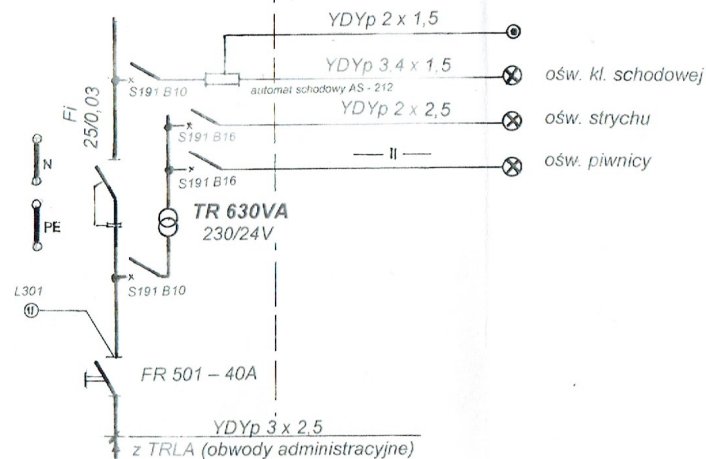 YDYp 2 x 1,5
YDYp 3.4 x 1,5
ośw. kl. schodowej
S191 B10
automat schodowy AS - 212
Fi
25/0,03
YDYp 2 x 2,5
ośw. strychu
S191 B16
N
ośw. piwnicy
S191 B16
PE
TR 630VA
230/24V
L301
S191 B10
FR 501 – 40A
YDYp 3 x 2,5
z TRLA (obwody administracyjne)